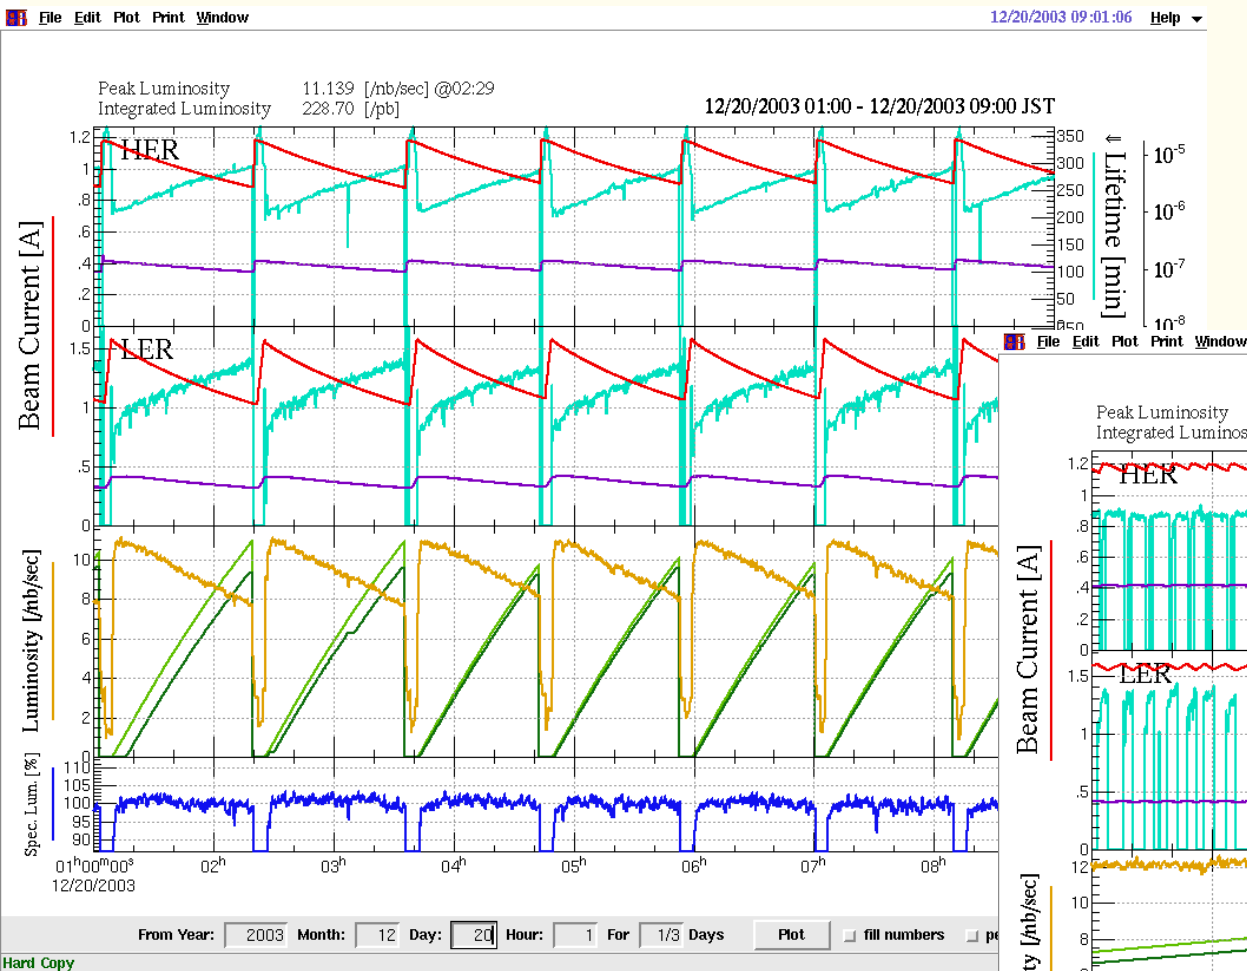 File Edit Plot Print Window 12/20/2003 09:01:06 Help
Peak Luminosity 11.139 [/nb/sec] @02:29
Integrated Luminosity 228.70 [/pb] 12/20/2003 01:00 - 12/20/2003 09:00 JST
HER
1.2
1
.8
.6
.4
.2
0
350
300
250
200
150
100
50
Beam Current [A]
⇓ Lifetime [min]
10-5
10-6
10-7
10-8
LER
1.5
1
.5
0
Luminosity [/nb/sec]
10
8
6
4
2
0
Spec. Lum. [%]
110
105
100
95
90
01h00m00s 02h 03h 04h 05h 06h 07h 08h
12/20/2003
From Year: 2003 Month: 12 Day: 20 Hour: 1 For 1/3 Days Plot fill numbers
Hard Copy
File Edit Plot Print Window
Peak Luminosity
Integrated Luminos
HER
1.2
1
.8
.6
.4
.2
0
Beam Current [A]
LER
1.5
1
.5
0
ty [/nb/sec]
12
10
8